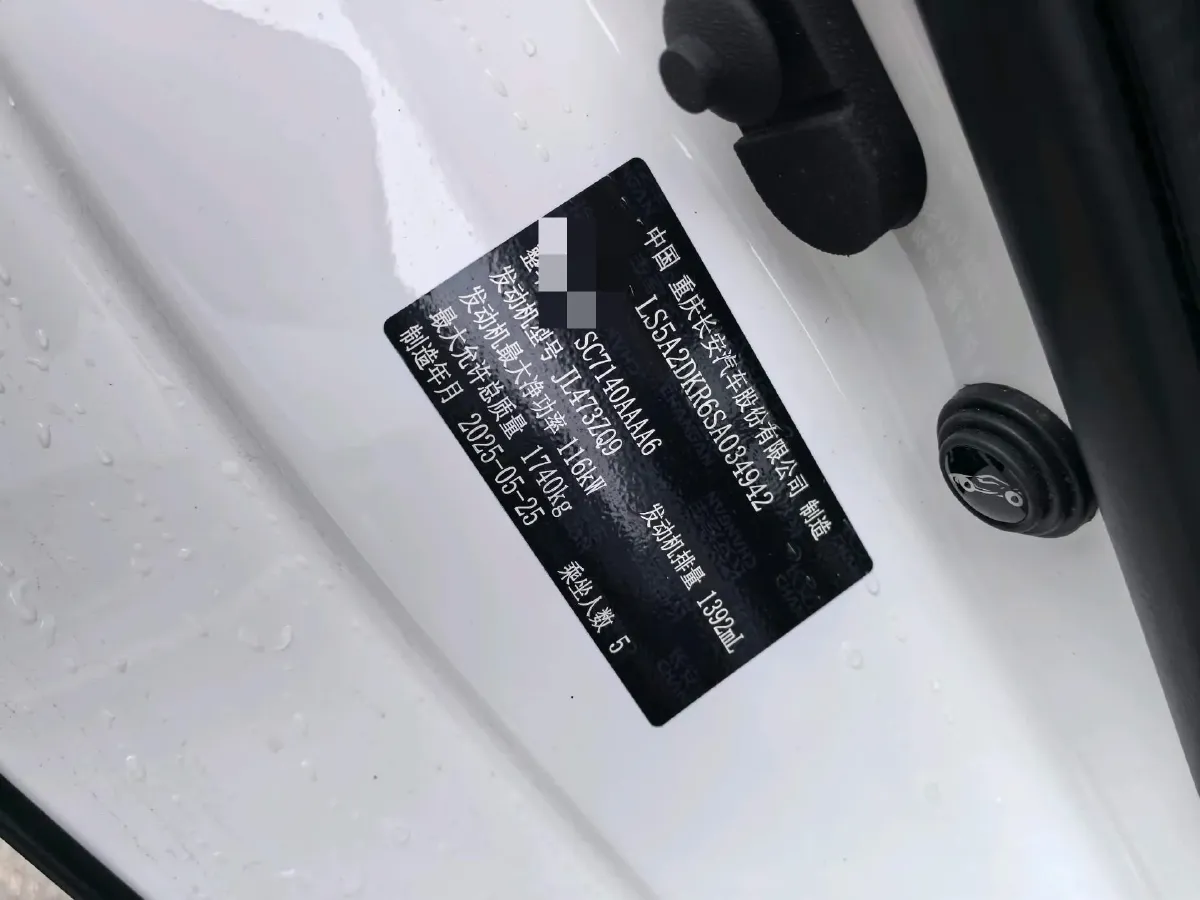 中国 重庆长安汽车股份有限公司 制造
LS5A2DKR6SA034942
整 SC7140AAAA6
发动机型号 JL473ZQ9 发动机排量 1392mL
发动机最大净功率 116kW
最大允许总质量 1740kg
制造年月 2025-05-25 乘坐人数 5